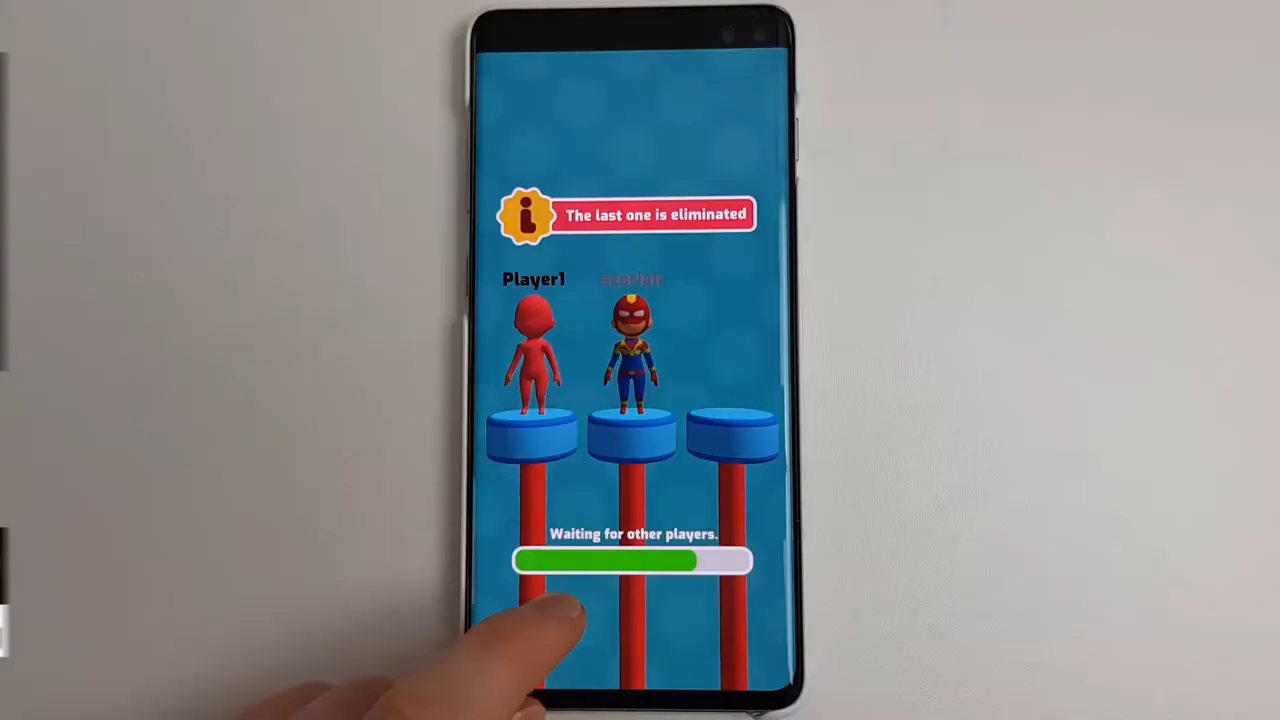 The last one is eliminated
Player1
Waiting for other players.